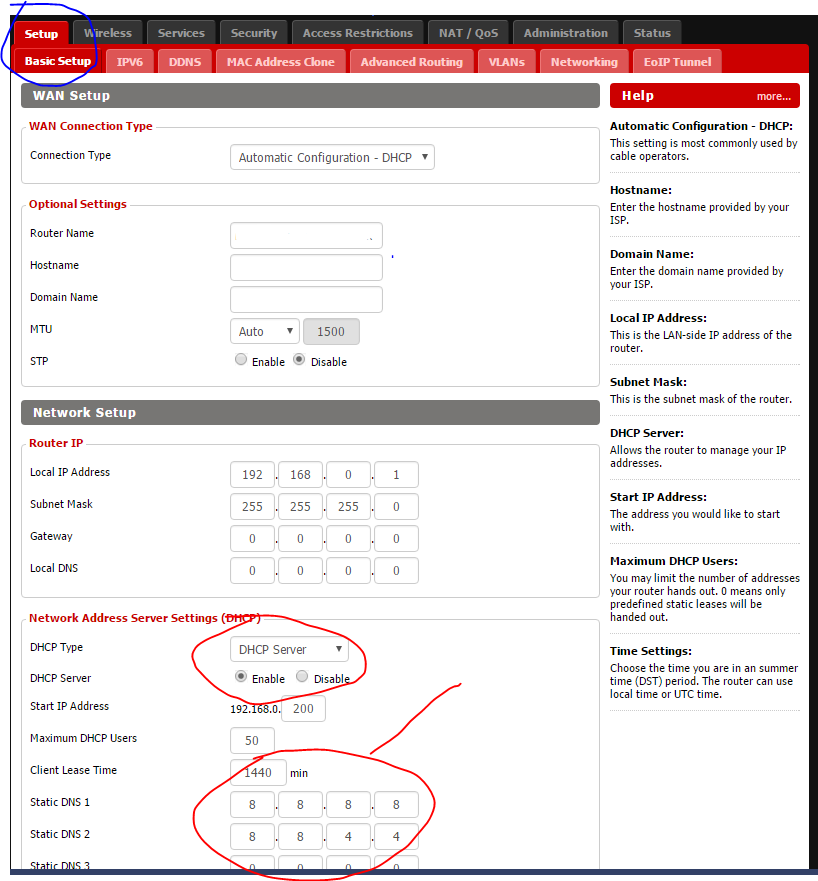 Setup Wireless Services Security Access Restrictions NAT / QoS Administration Status
Basic Setup IPV6 DDNS MAC Address Clone Advanced Routing VLANs Networking EoIP Tunnel
WAN Setup
WAN Connection Type
Connection Type Automatic Configuration - DHCP
Optional Settings
Router Name
Hostname
Domain Name
MTU Auto 1500
STP Enable Disable
Network Setup
Router IP
Local IP Address 192 . 168 . 0 . 1
Subnet Mask 255 . 255 . 255 . 0
Gateway 0 . 0 . 0 . 0
Local DNS 0 . 0 . 0 . 0
Network Address Server Settings (DHCP)
DHCP Type DHCP Server
DHCP Server Enable Disable
Start IP Address 192.168.0. 200
Maximum DHCP Users 50
Client Lease Time 1440 min
Static DNS 1 8 . 8 . 8 . 8
Static DNS 2 8 . 8 . 4 . 4
Static DNS 3 0 . 0 . 0 . 0
Help more...
Automatic Configuration - DHCP:
This setting is most commonly used by
cable operators.
Hostname:
Enter the hostname provided by your
ISP.
Domain Name:
Enter the domain name provided by
your ISP.
Local IP Address:
This is the LAN-side IP address of the
router.
Subnet Mask:
This is the subnet mask of the router.
DHCP Server:
Allows the router to manage your IP
addresses.
Start IP Address:
The address you would like to start
with.
Maximum DHCP Users:
You may limit the number of addresses
your router hands out. 0 means only
predefined static leases will be
handed out.
Time Settings:
Choose the time you are in an summer
time (DST) period. The router can use
local time or UTC time.